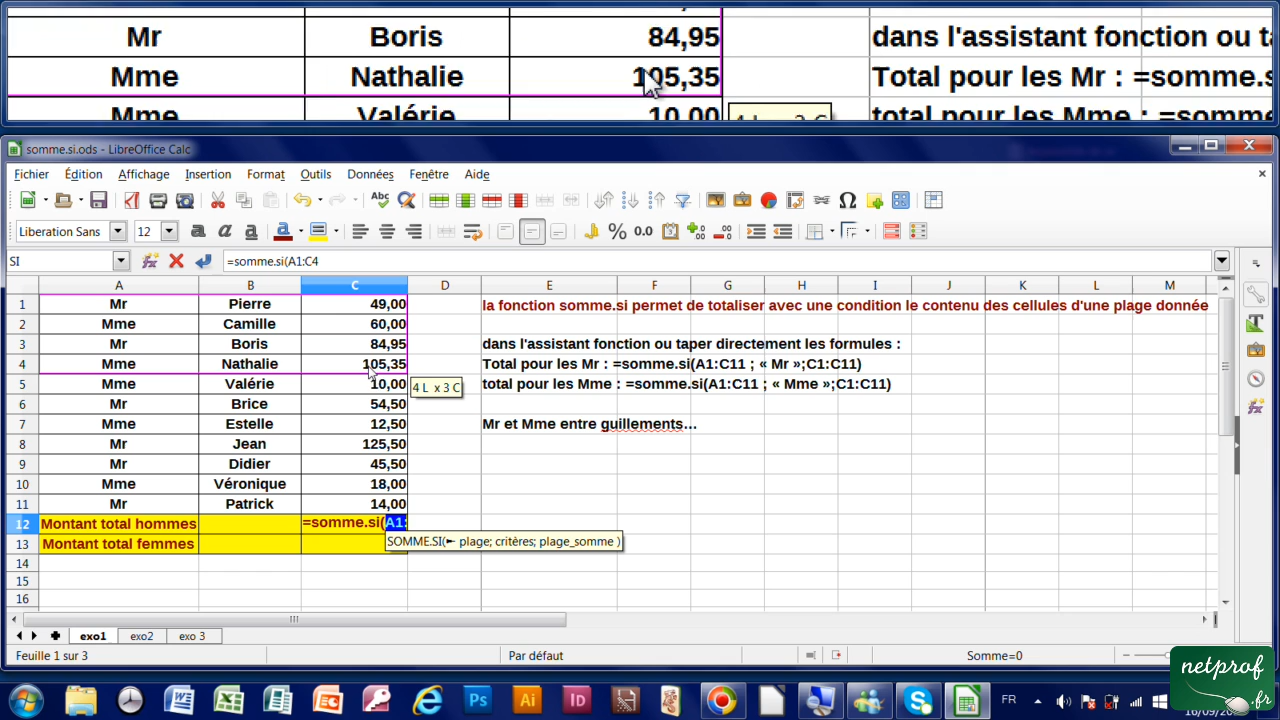 Mr Boris 84,95 dans l'assistant fonction ou ta
Mme Nathalie 105,35 Total pour les Mr : =somme.s
Mme Valérie 10,00 total pour les Mme : =somme
somme.si.ods - LibreOffice Calc
Fichier Édition Affichage Insertion Format Outils Données Fenêtre Aide
Liberation Sans 12
SI =somme.si(A1:C4
A B C D E F G H I J K L M
1 Mr Pierre 49,00 la fonction somme.si permet de totaliser avec une condition le contenu des cellules d'une plage donnée
2 Mme Camille 60,00
3 Mr Boris 84,95 dans l'assistant fonction ou taper directement les formules :
4 Mme Nathalie 105,35 Total pour les Mr : =somme.si(A1:C11 ; « Mr »;C1:C11)
5 Mme Valérie 10,00 4 L x 3 C total pour les Mme : =somme.si(A1:C11 ; « Mme »;C1:C11)
6 Mr Brice 54,50
7 Mme Estelle 12,50 Mr et Mme entre guillements...
8 Mr Jean 125,50
9 Mr Didier 45,50
10 Mme Véronique 18,00
11 Mr Patrick 14,00
12 Montant total hommes =somme.si(A1:
13 Montant total femmes SOMME.SI(► plage; critères; plage_somme )
14
15
16
exo1 exo2 exo 3
Feuille 1 sur 3 Par défaut Somme=0
netprof
.fr
Ps Ai Id FR
16/09/20